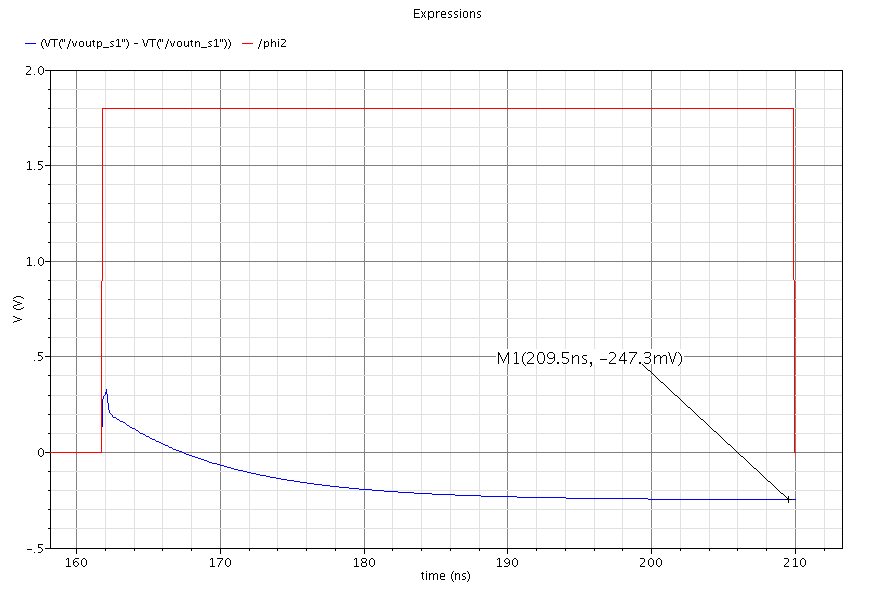 Expressions
— (VT("/voutp_s1") - VT("/voutn_s1")) — /phi2
2.0
1.5
1.0
.5
0
-.5
V (V)
M1(209.5ns, -247.3mV)
160 170 180 190 200 210
time (ns)